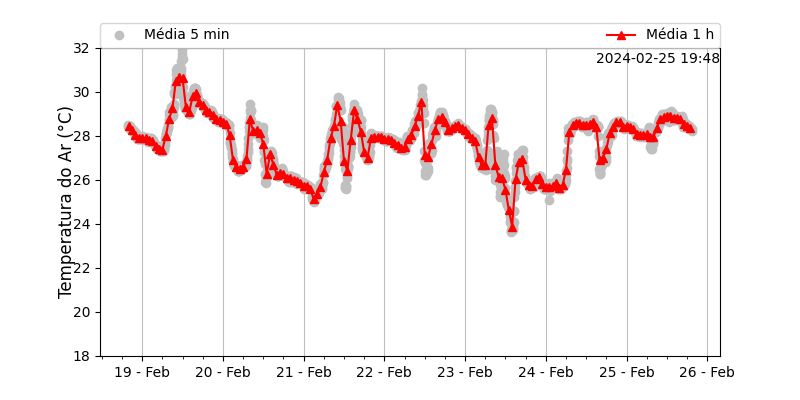 Média 5 min
Média 1 h
2024-02-25 19:48
Temperatura do Ar (°C)
32
30
28
26
24
22
20
18
19 - Feb
20 - Feb
21 - Feb
22 - Feb
23 - Feb
24 - Feb
25 - Feb
26 - Feb